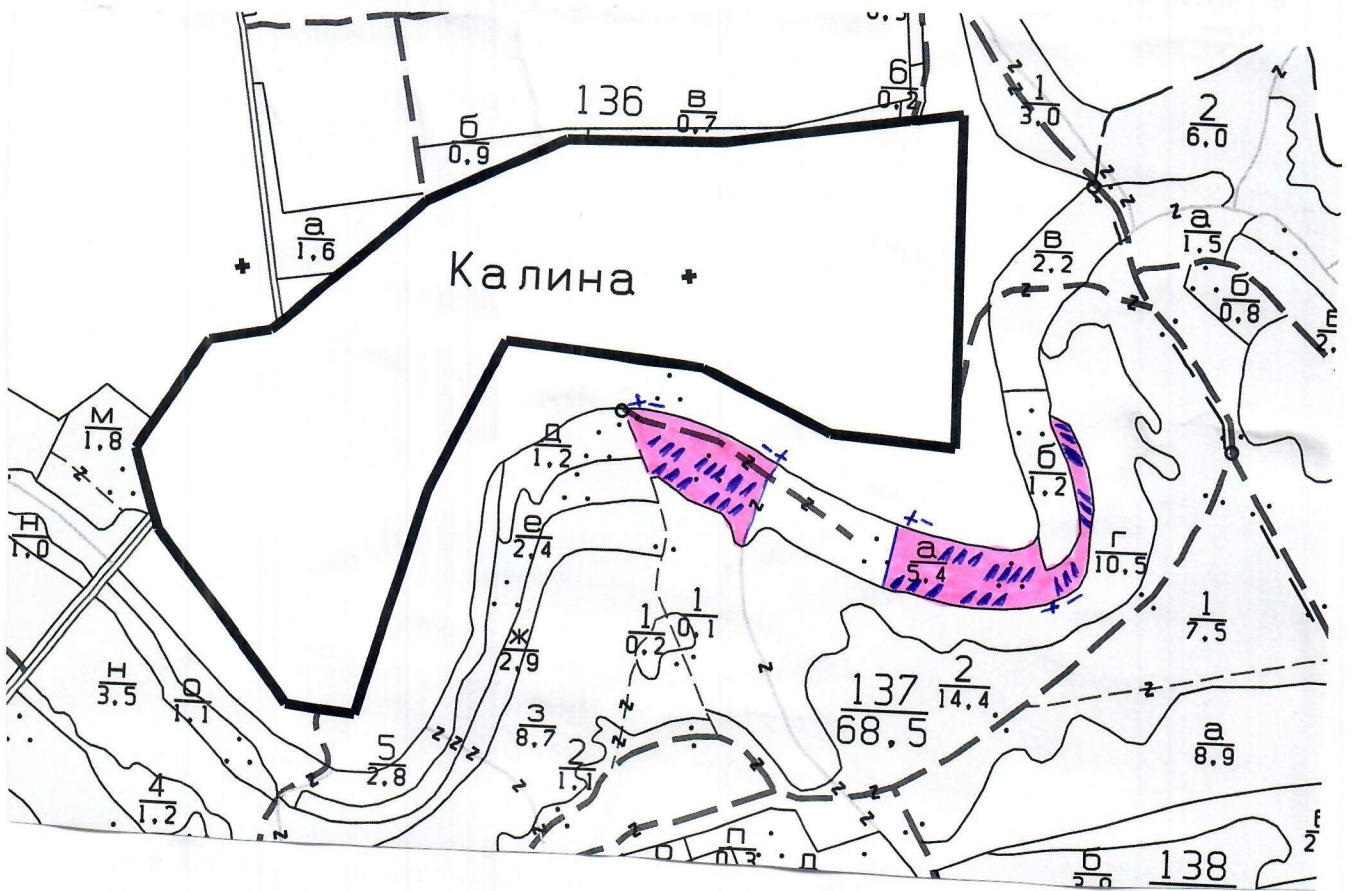 136
в
0,7
б
0,2
б
0,9
1
3,0
2
6,0
а
1,6
Калина
в
2,2
а
1,5
б
0,8
м
1,8
д
1,2
б
1,2
н
1,0
е
2,4
а
5,4
г
10,5
1
0,2
1
0,1
1
7,5
ж
2,9
н
3,5
о
1,1
137
68,5
2
14,4
з
8,7
а
8,9
5
2,8
2
1,1
4
1,2
п
0,3
б
138